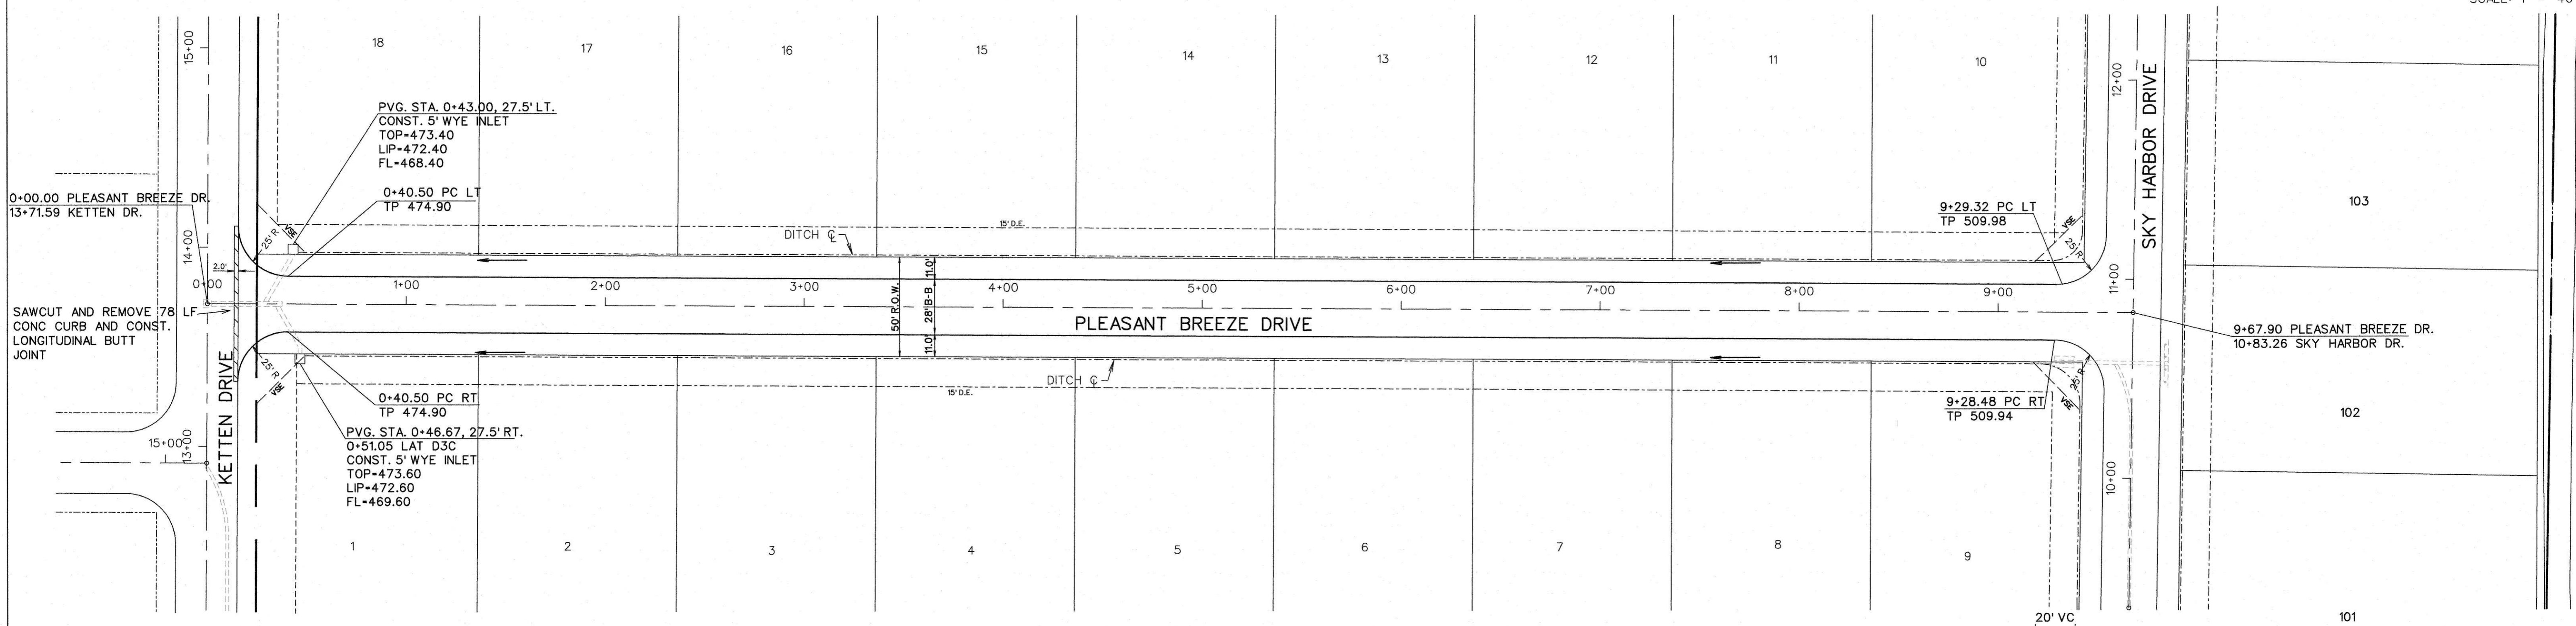 18
17
16
15
14
13
12
11
10
15+00
12+00
PVG. STA. 0+43.00, 27.5' LT.
CONST. 5' WYE INLET
TOP=473.40
LIP=472.40
FL=468.40
SKY HARBOR DRIVE
0+00.00 PLEASANT BREEZE DR.
13+71.59 KETTEN DR.
0+40.50 PC LT
TP 474.90
103
9+29.32 PC LT
TP 509.98
25' R
VSE
15' D.E.
DITCH ℄
VSE
25' R
14+00
2.0'
11.0'
0+00
1+00
2+00
3+00
4+00
5+00
6+00
7+00
8+00
9+00
11+00
50' R.O.W.
28' B-B
11.0'
SAWCUT AND REMOVE 78 LF
CONC CURB AND CONST.
LONGITUDINAL BUTT
JOINT
PLEASANT BREEZE DRIVE
9+67.90 PLEASANT BREEZE DR.
10+83.26 SKY HARBOR DR.
KETTEN DRIVE
25' R
VSE
DITCH ℄
15' D.E.
25' R
VSE
0+40.50 PC RT
TP 474.90
9+28.48 PC RT
TP 509.94
102
PVG. STA. 0+46.67, 27.5' RT.
0+51.05 LAT D3C
CONST. 5' WYE INLET
TOP=473.60
LIP=472.60
FL=469.60
15+00
13+00
10+00
1
2
3
4
5
6
7
8
9
20' VC
101